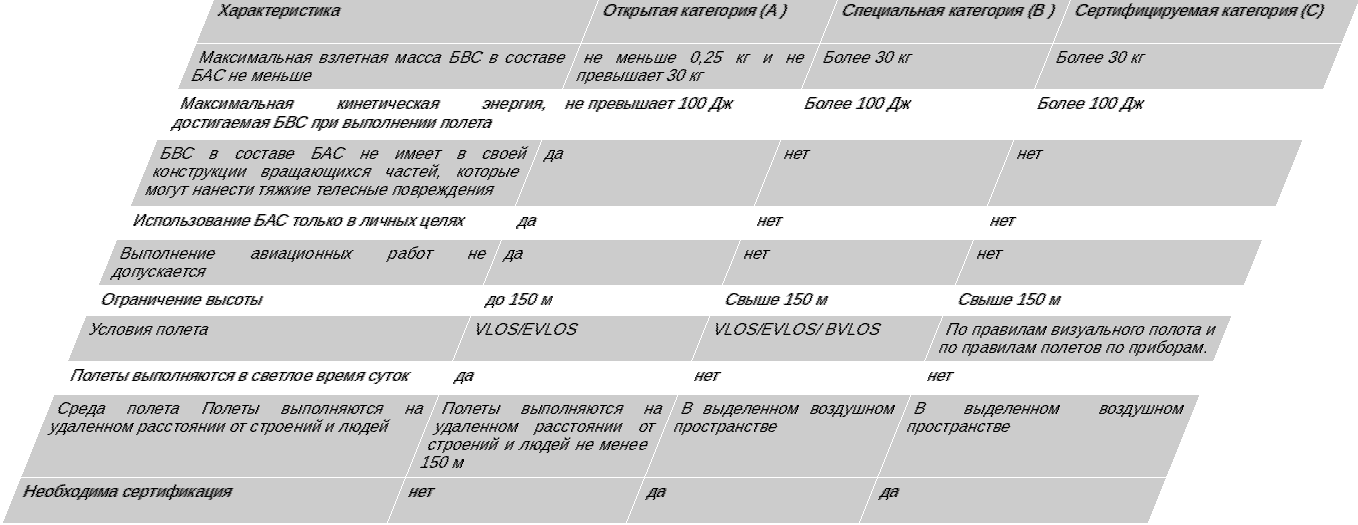 Характеристика Открытая категория (А ) Специальная категория (В ) Сертифицируемая категория (С)
Максимальная взлетная масса БВС в составе не меньше 0,25 кг и не Более 30 кг Более 30 кг
БАС не меньше превышает 30 кг
Максимальная кинетическая энергия, не превышает 100 Дж Более 100 Дж Более 100 Дж
достигаемая БВС при выполнении полета
БВС в составе БАС не имеет в своей да нет нет
конструкции вращающихся частей, которые
могут нанести тяжкие телесные повреждения
Использование БАС только в личных целях да нет нет
Выполнение авиационных работ не да нет нет
допускается
Ограничение высоты до 150 м Свыше 150 м Свыше 150 м
Условия полета VLOS/EVLOS VLOS/EVLOS/ BVLOS По правилам визуального полота и
по правилам полетов по приборам.
Полеты выполняются в светлое время суток да нет нет
Среда полета Полеты выполняются на Полеты выполняются на В выделенном воздушном В выделенном воздушном
удаленном расстоянии от строений и людей удаленном расстоянии от пространстве пространстве
строений и людей не менее
150 м
Необходима сертификация нет да да